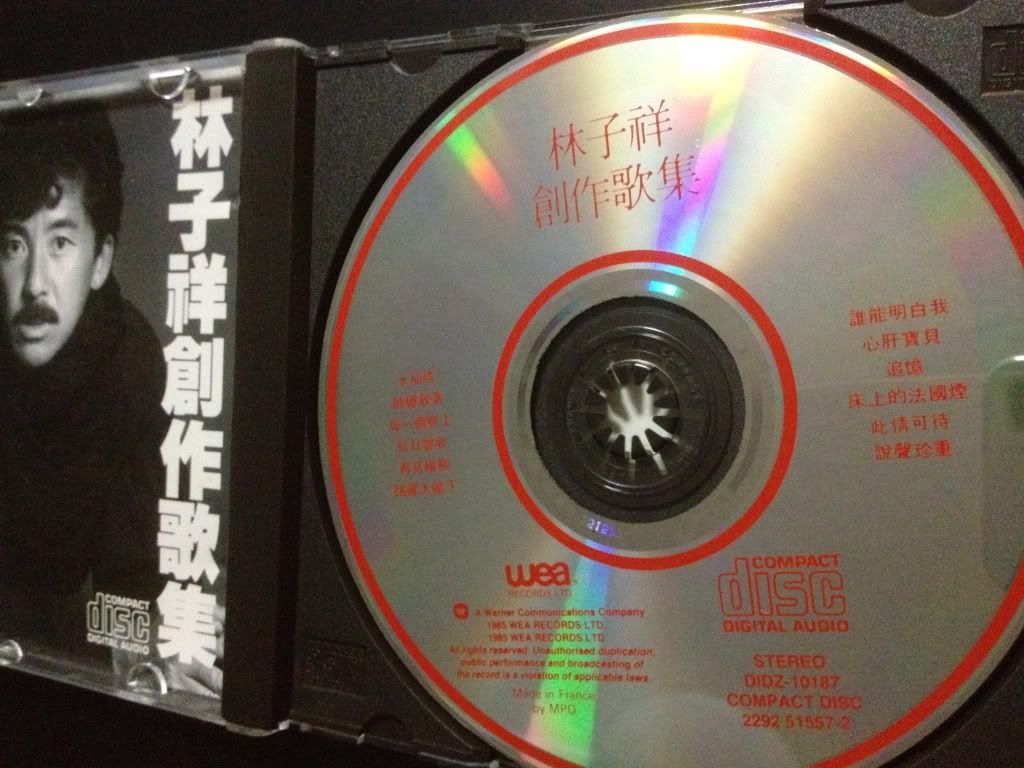 林子祥創作歌集
COMPACT
disc
DIGITAL AUDIO
林子祥
創作歌集
誰能明白我
心肝寶貝
追憶
床上的法國煙
此情可待
說聲珍重
wea
RECORDS LTD.
A Warner Communications Company
1985 WEA RECORDS LTD.
1985 WEA RECORDS LTD.
All rights reserved. Unauthorised duplication,
public performance and broadcasting of
the record is a violation of applicable laws.
Made in France
by MPO
COMPACT
disc
DIGITAL AUDIO
STEREO
DIDZ-10187
COMPACT DISC
2292 51557-2